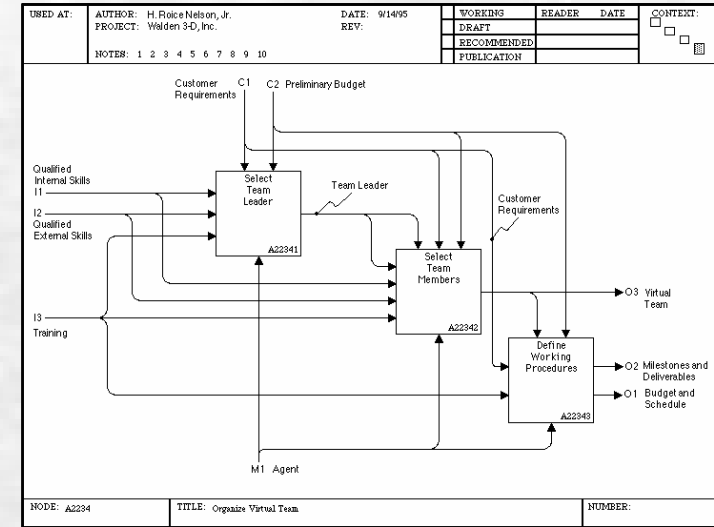 USED AT:
AUTHOR: H. Roice Nelson, Jr.
DATE: 9/14/95
PROJECT: Walden 3-D, Inc.
REV:
NOTES: 1 2 3 4 5 6 7 8 9 10
WORKING
READER DATE
CONTEXT:
DRAFT
RECOMMENDED
PUBLICATION
Customer
Requirements
C1
C2 Preliminary Budget
Qualified
Internal Skills
I1
I2
Qualified
External Skills
I3
Training
Select
Team
Leader
A22341
Team Leader
Customer
Requirements
Select
Team
Members
A22342
O3 Virtual
Team
Define
Working
Procedures
A22343
O2 Milestones and
Deliverables
O1 Budget and
Schedule
M1 Agent
NODE: A2234
TITLE: Organize Virtual Team
NUMBER: